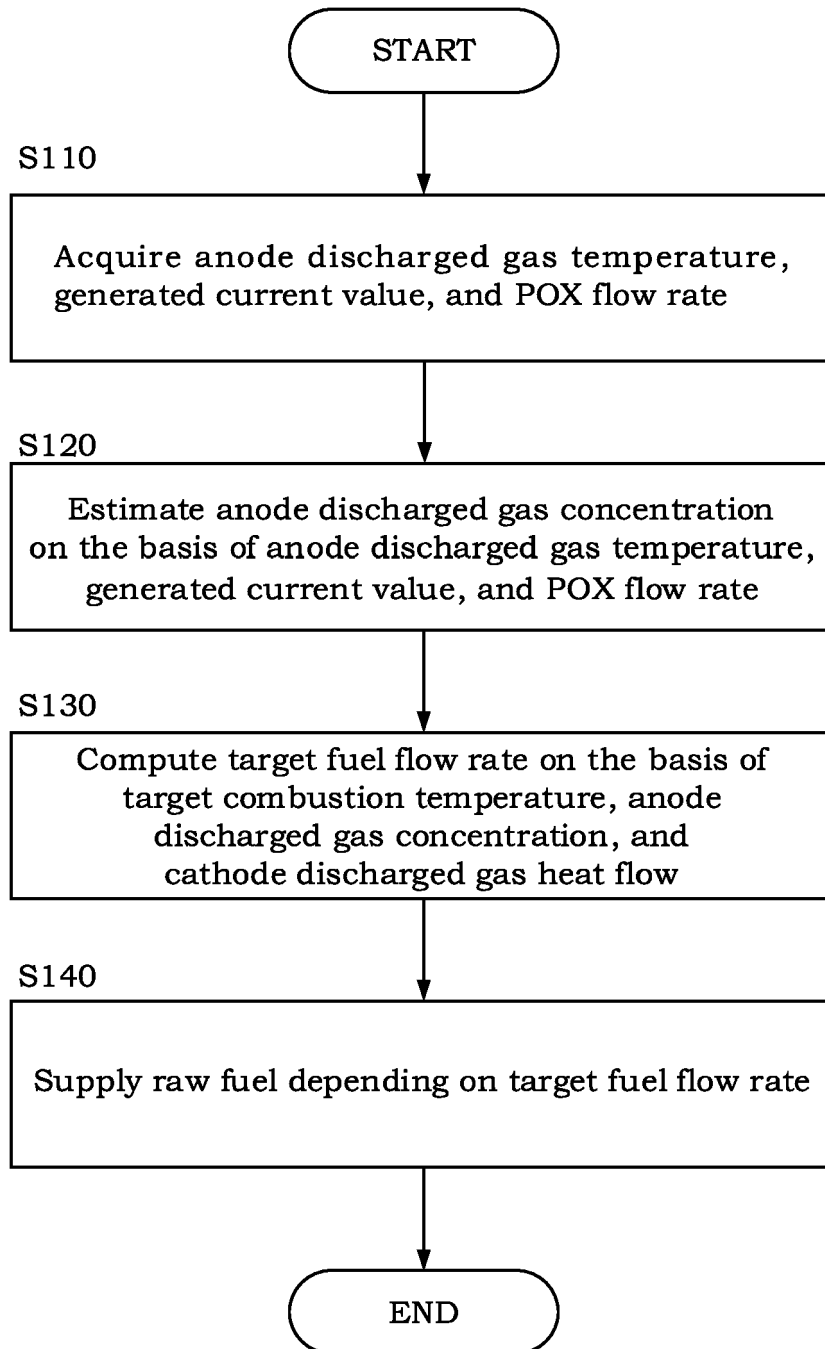 START
S110
Acquire anode discharged gas temperature,
generated current value, and POX flow rate
S120
Estimate anode discharged gas concentration
on the basis of anode discharged gas temperature,
generated current value, and POX flow rate
S130
Compute target fuel flow rate on the basis of
target combustion temperature, anode
discharged gas concentration, and
cathode discharged gas heat flow
S140
Supply raw fuel depending on target fuel flow rate
END